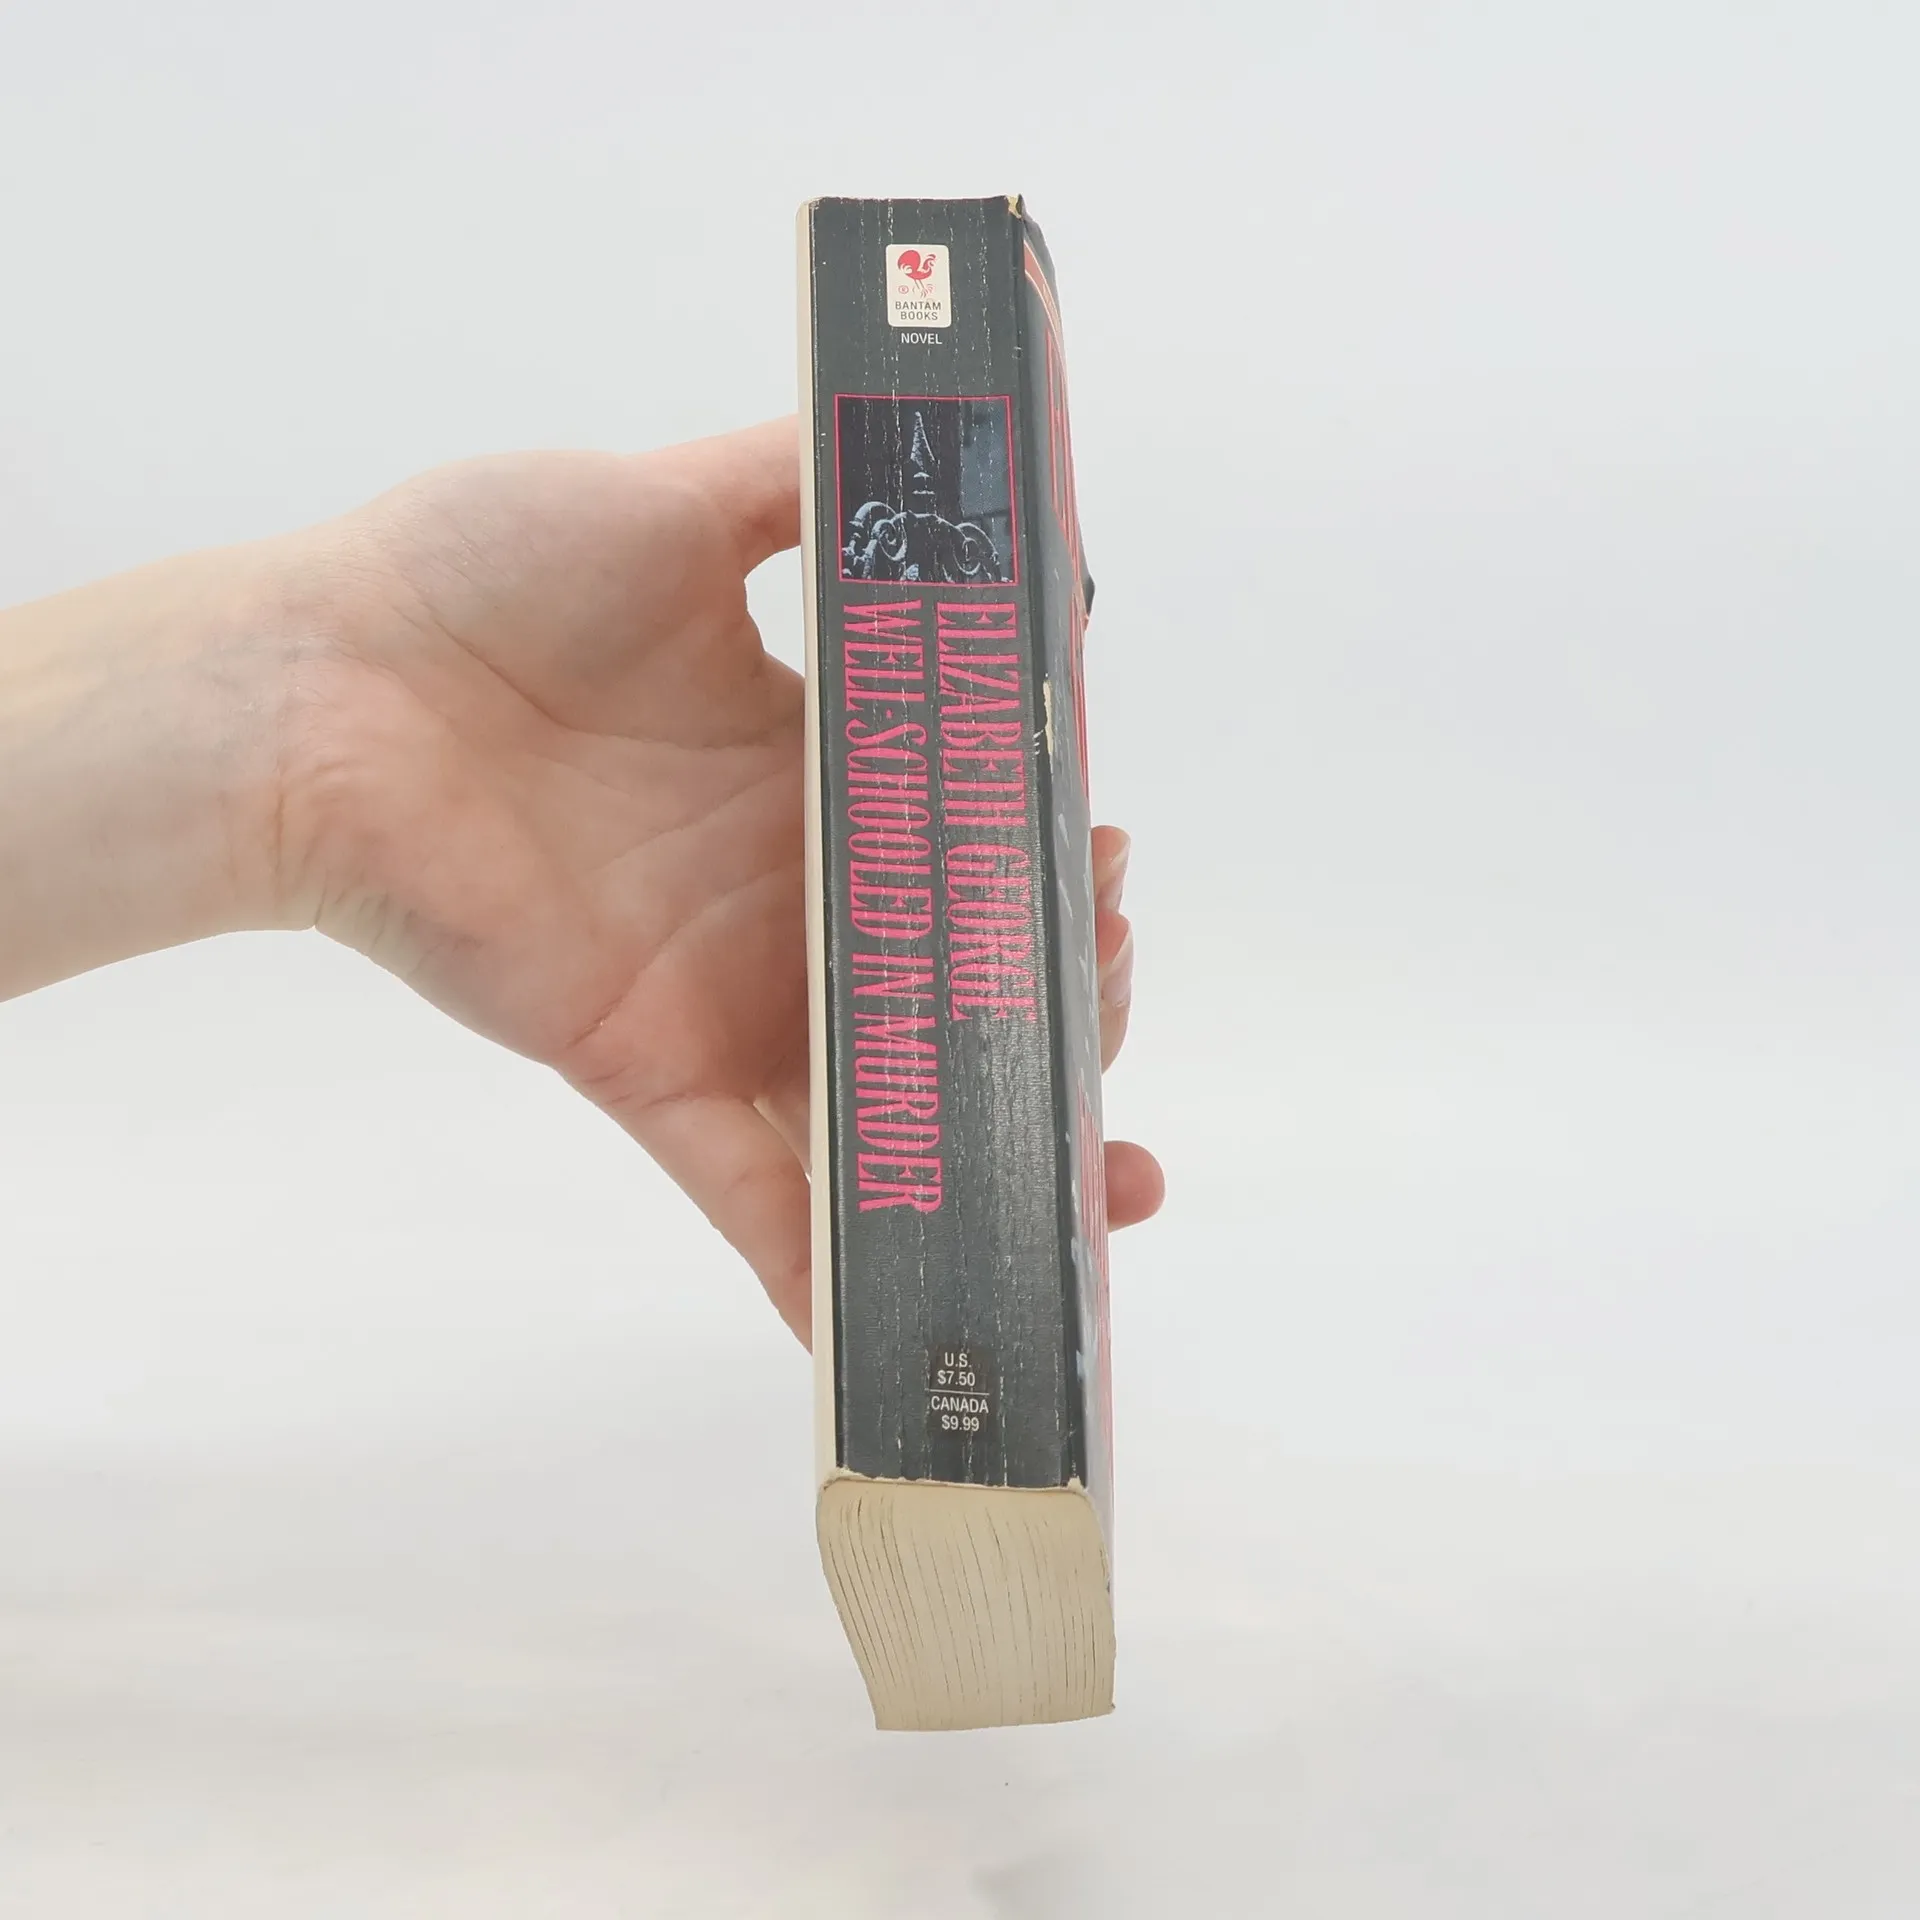 BANTAM
BOOKS
NOVEL
ELIZABETH GEORGE
WELL-SCHOOLED IN MURDER
U.S.
$7.50
CANADA
$9.99